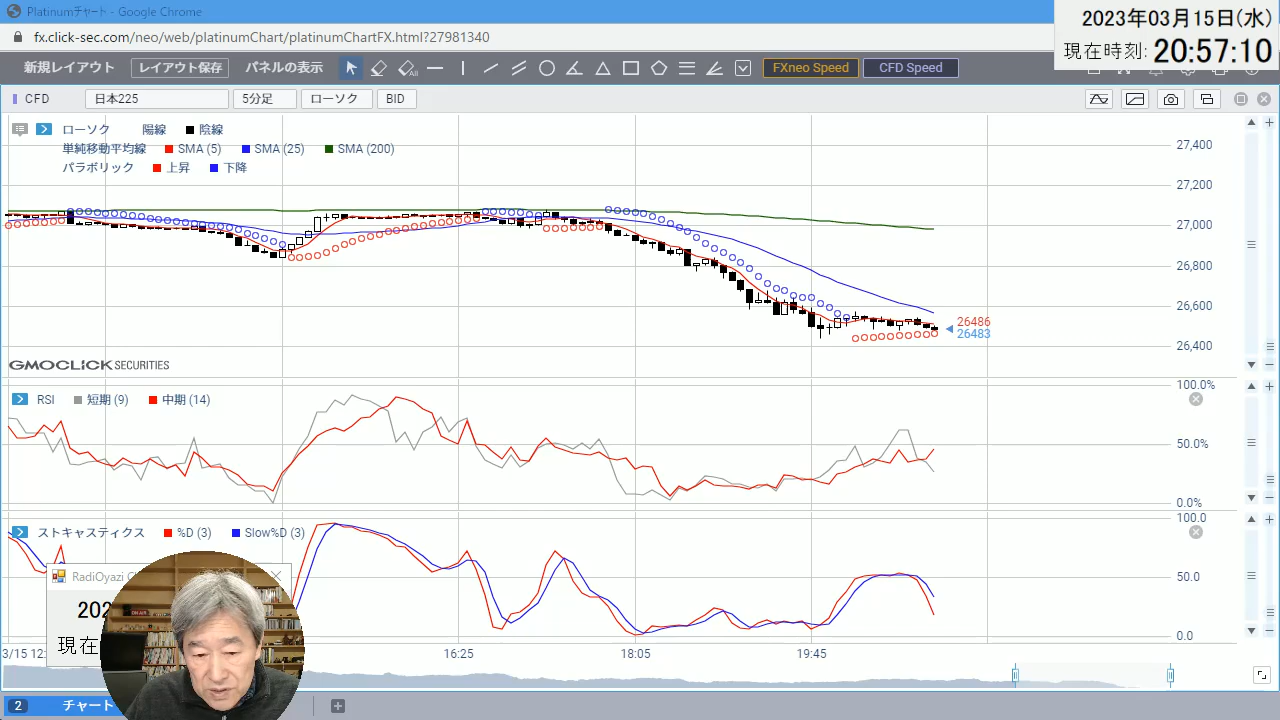 Platinumチャート - Google Chrome
2023年03月15日(水)
fx.click-sec.com/neo/web/platinumChart/platinumChartFX.html?27981340
現在時刻: 20:57:10
新規レイアウト レイアウト保存 パネルの表示 All FXneo Speed CFD Speed
CFD 日本225 5分足 ローソク BID
ローソク 陽線 陰線
単純移動平均線 SMA (5) SMA (25) SMA (200)
パラボリック 上昇 下降
27,400
27,200
27,000
26,800
26,600
26486
26483
26,400
GMOCLICK SECURITIES
RSI 短期 (9) 中期 (14)
100.0%
50.0%
0.0%
ストキャスティクス %D (3) Slow%D (3)
100.0
50.0
0.0
RadiOyazi
202
現在
ON AIR
3/15 12: 16:25 18:05 19:45
2 チャート